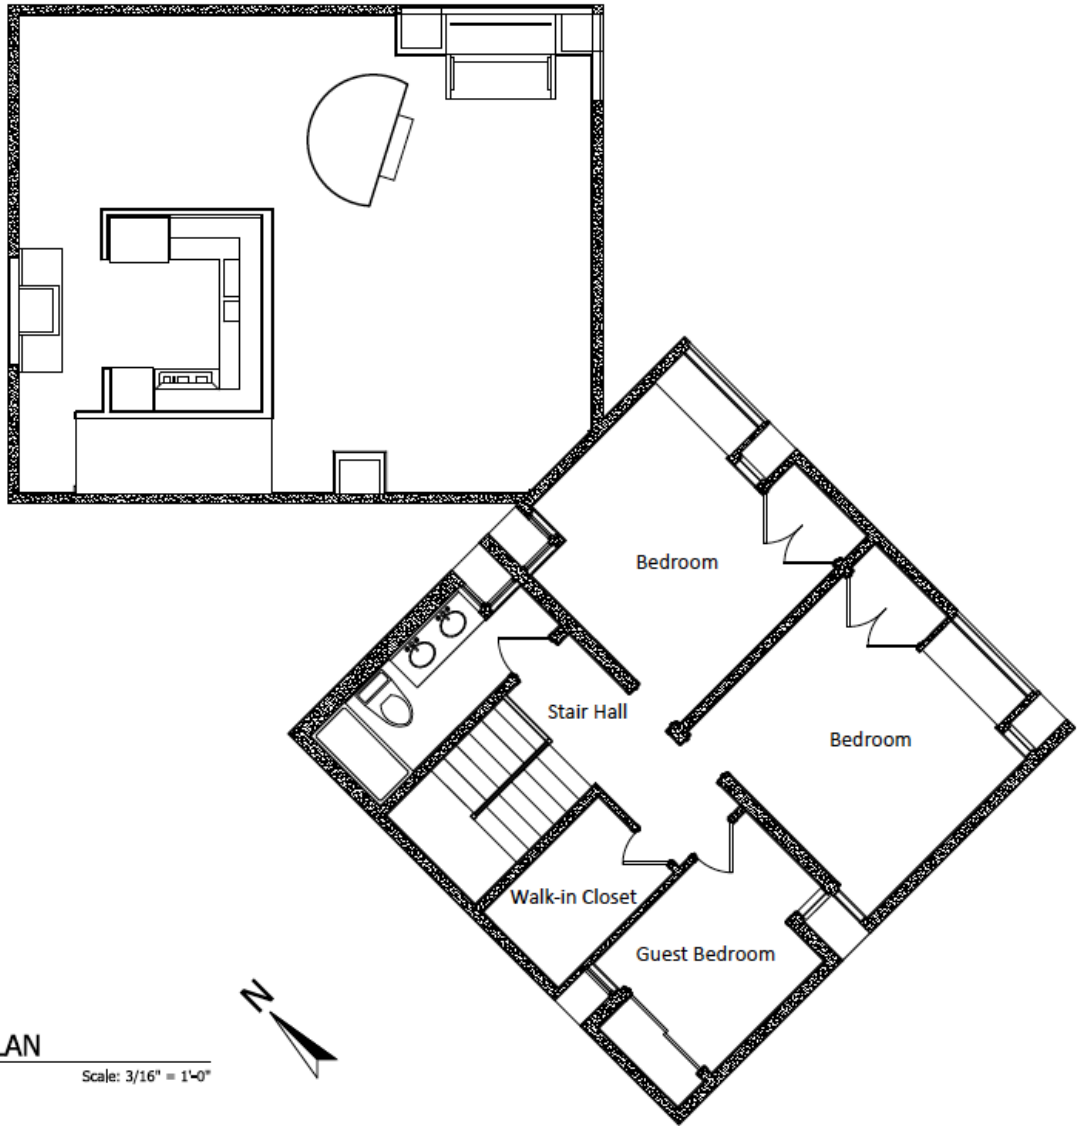 Bedroom
Stair Hall
Bedroom
Walk-in Closet
Guest Bedroom
N
LAN
Scale: 3/16" = 1'-0"